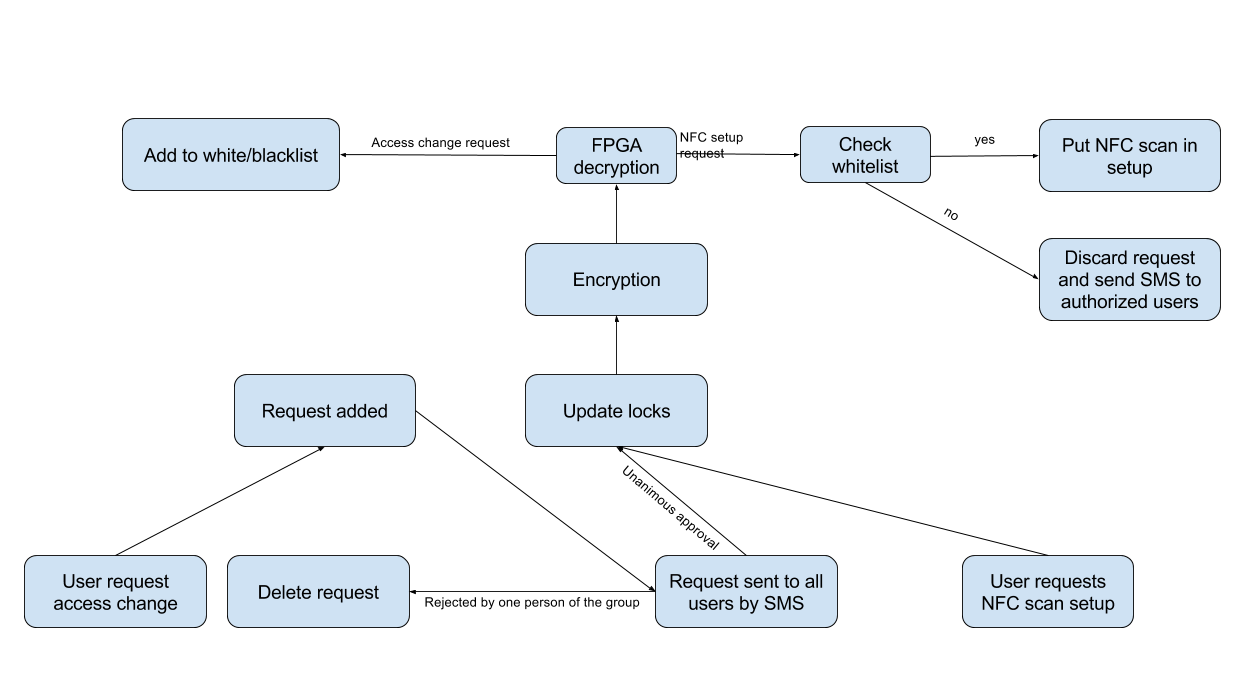 Add to white/blacklist
Access change request
FPGA
decryption
NFC setup
request
Check
whitelist
yes
Put NFC scan in
setup
no
Discard request
and send SMS to
authorized users
Encryption
Request added
Update locks
Unanimous approval
User request
access change
Delete request
Rejected by one person of the group
Request sent to all
users by SMS
User requests
NFC scan setup